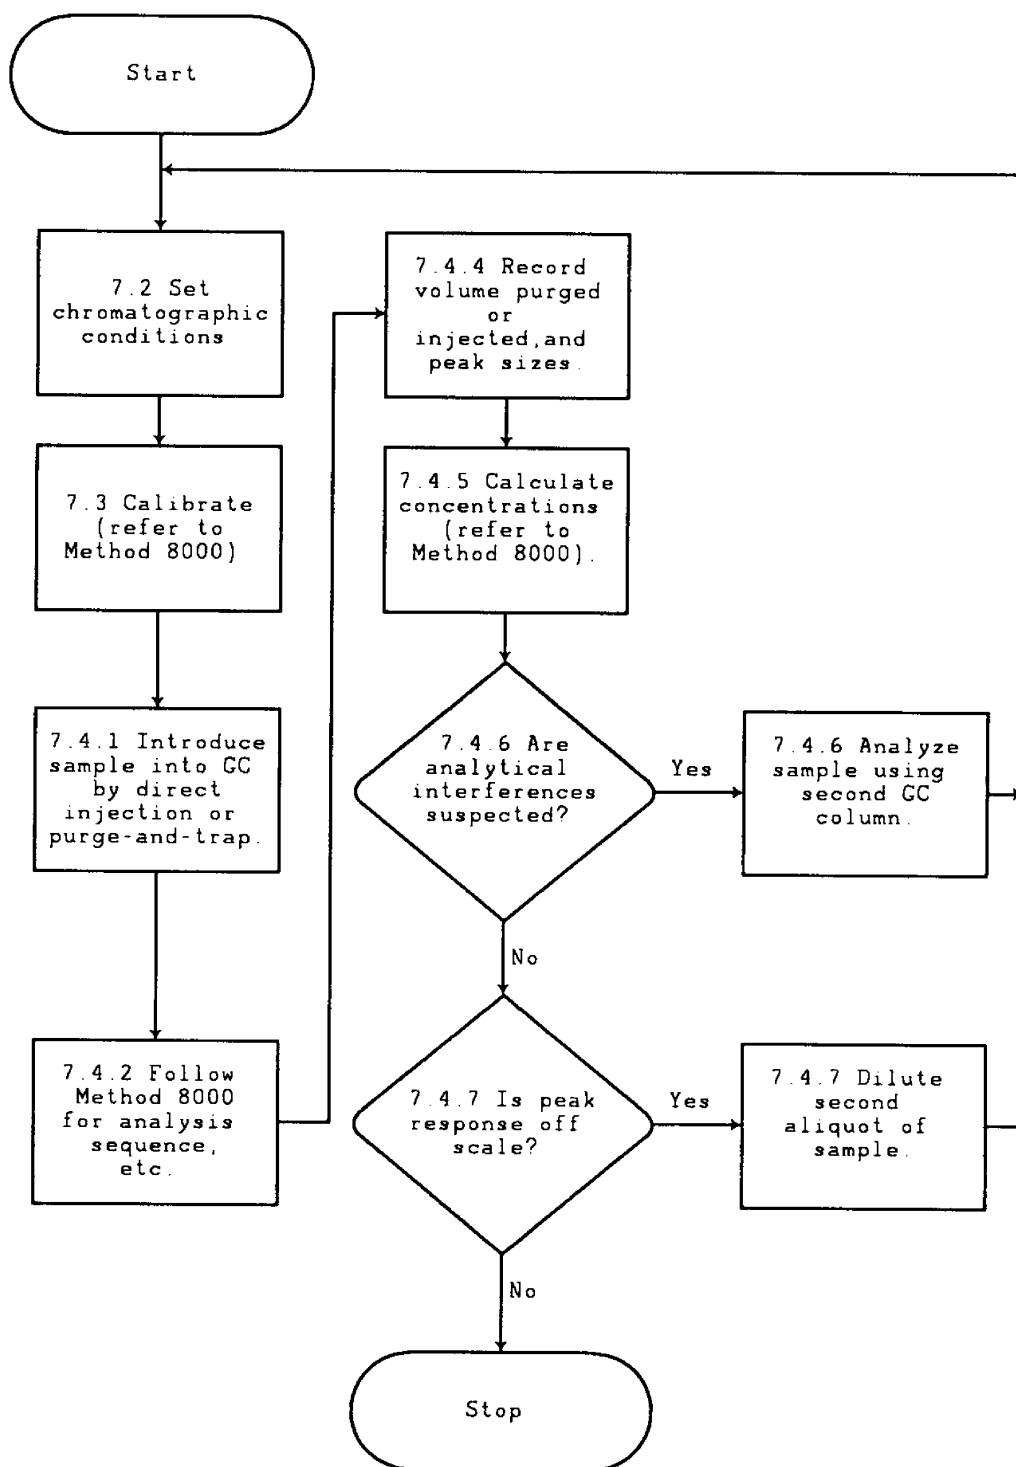 Start
7.2 Set
chromatographic
conditions
7.3 Calibrate
(refer to
Method 8000)
7.4.1 Introduce
sample into GC
by direct
injection or
purge-and-trap.
7.4.2 Follow
Method 8000
for analysis
sequence,
etc.
7.4.4 Record
volume purged
or
injected,and
peak sizes.
7.4.5 Calculate
concentrations
(refer to
Method 8000).
7.4.6 Are
analytical
interferences
suspected?
Yes
7.4.6 Analyze
sample using
second GC
column.
No
7.4.7 Is peak
response off
scale?
Yes
7.4.7 Dilute
second
aliquot of
sample.
No
Stop